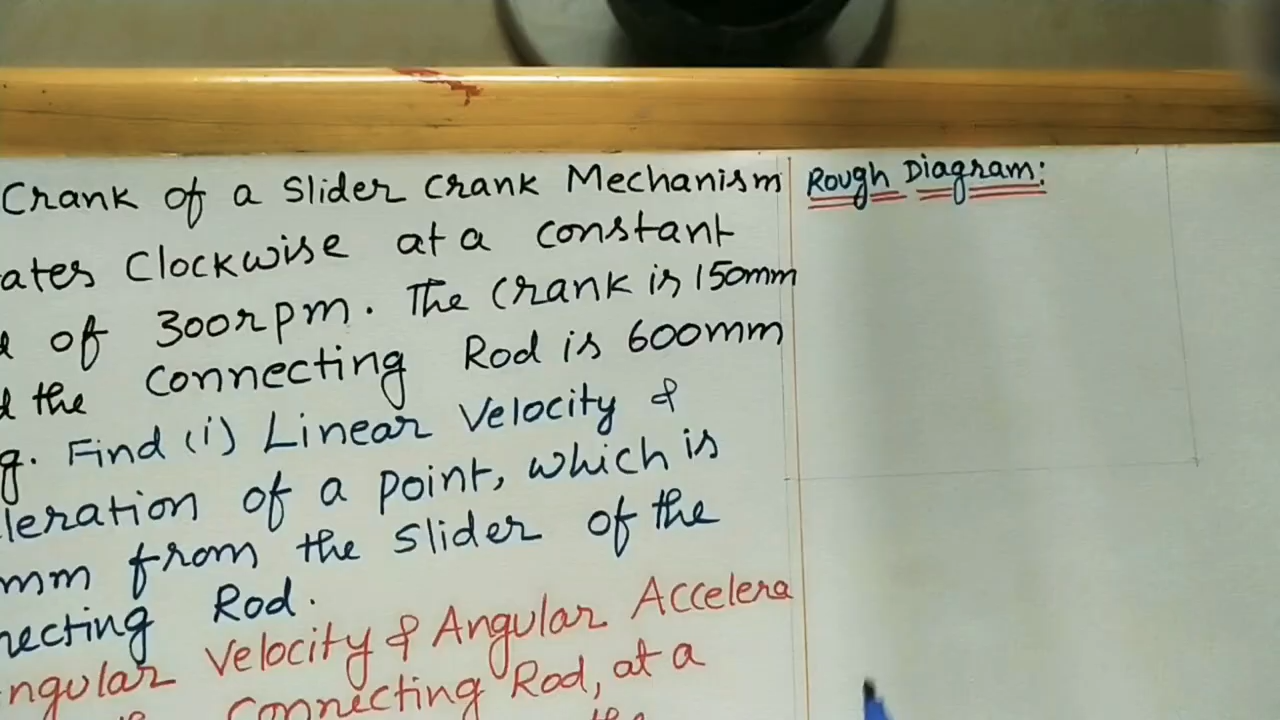 Crank of a slider crank Mechanism
ates Clockwise at a constant
of 300rpm. The Crank is 150mm
the connecting Rod is 600mm
g. Find (i) Linear Velocity &
leration of a point, which is
mm from the slider of the
necting Rod.
ngular Velocity & Angular Accelera
Connecting Rod, at a
Rough Diagram: